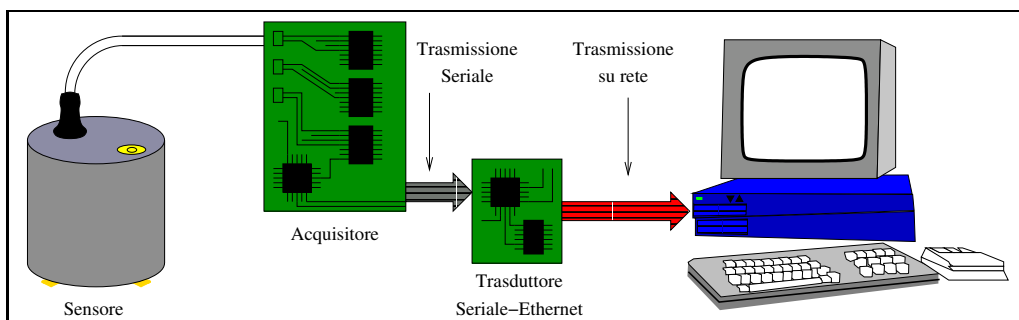 Trasmissione
Seriale
Trasmissione
su rete
Acquisitore
Trasduttore
Seriale−Ethernet
Sensore